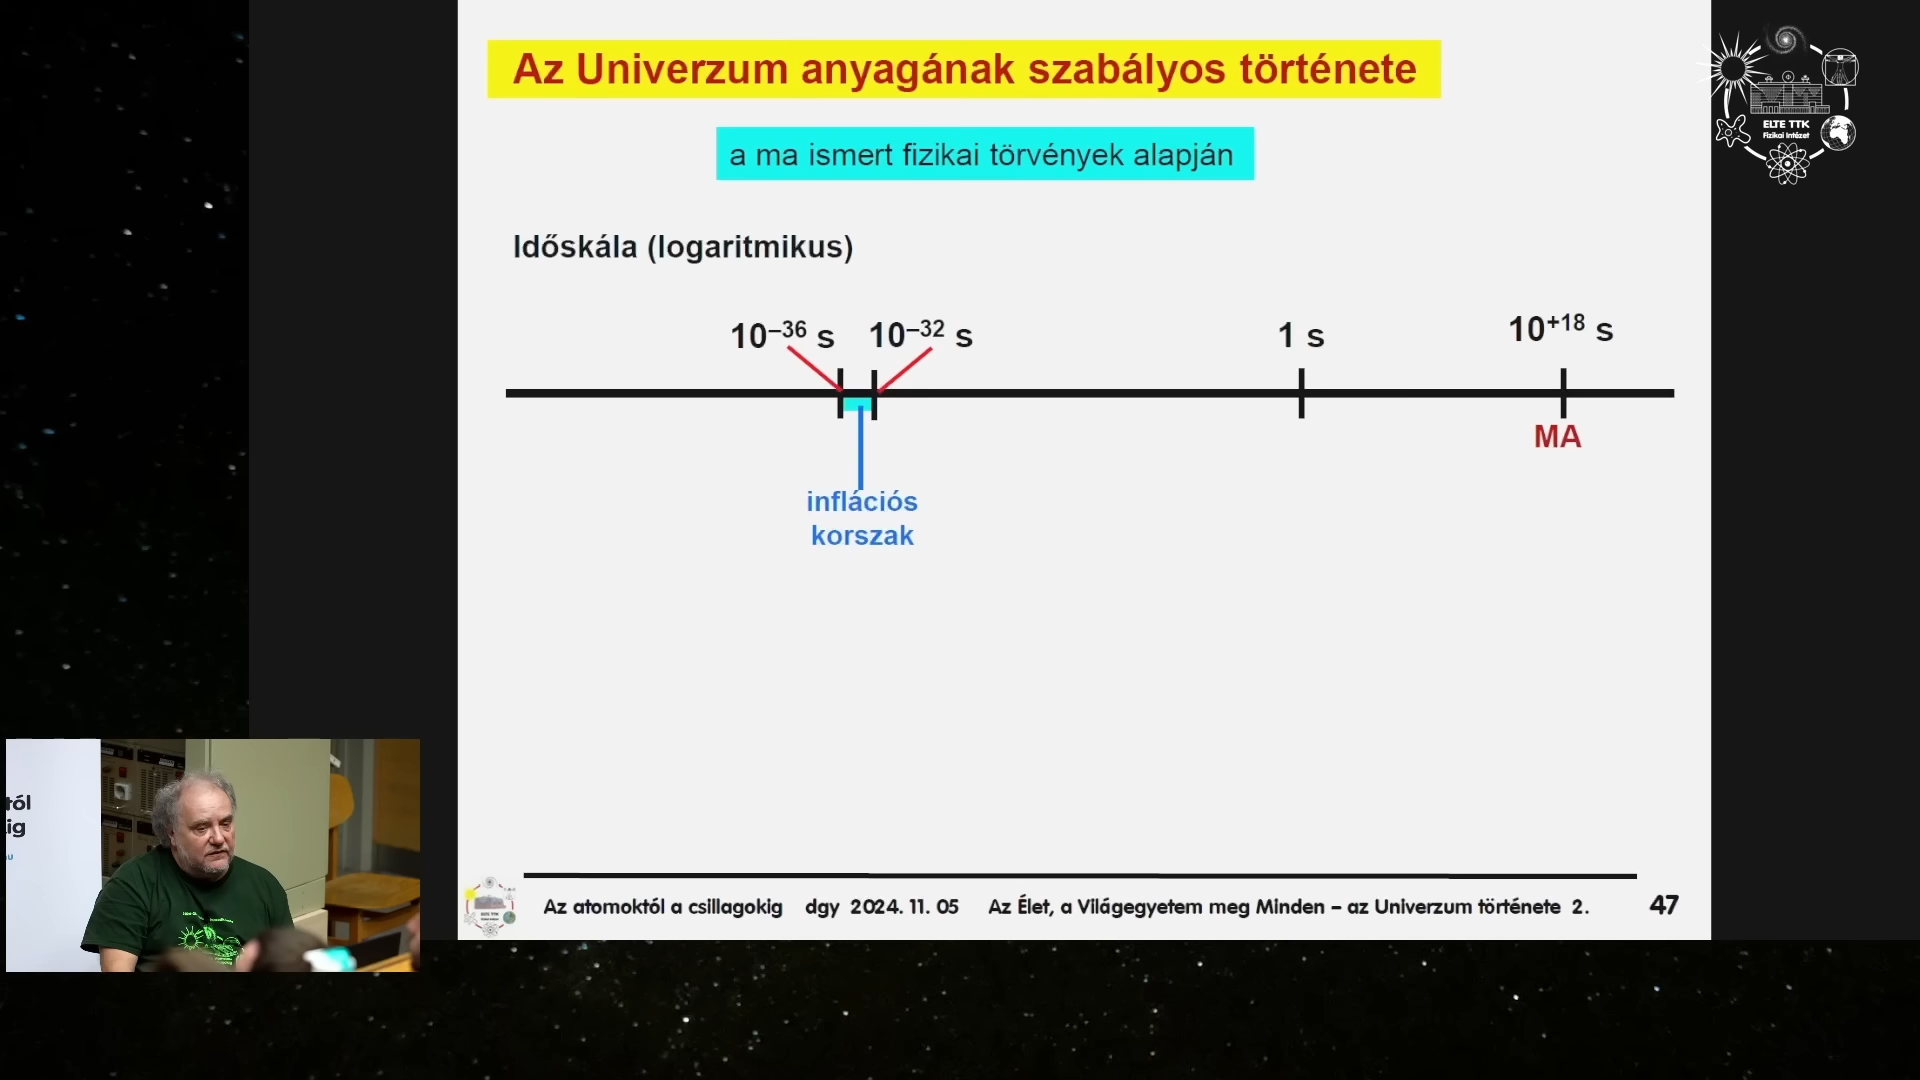 Az Univerzum anyagának szabályos története
a ma ismert fizikai törvények alapján
Időskála (logaritmikus)
10⁻³⁶ s 10⁻³² s 1 s 10⁺¹⁸ s
MA
inflációs
korszak
Az atomoktól a csillagokig dgy 2024. 11. 05 Az Élet, a Világegyetem meg Minden – az Univerzum története 2. 47
ELTE TTK
Fizikai Intézet
tól
ig